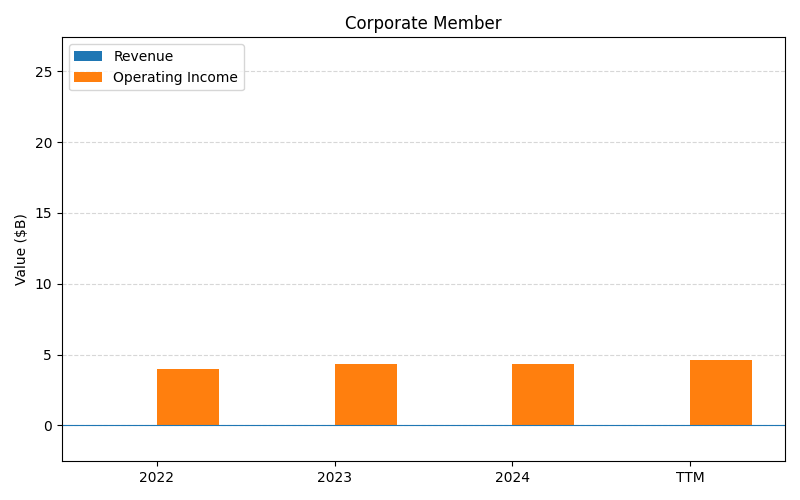 Corporate Member
Revenue
Operating Income
25
20
15
10
5
0
Value ($B)
2022 2023 2024 TTM